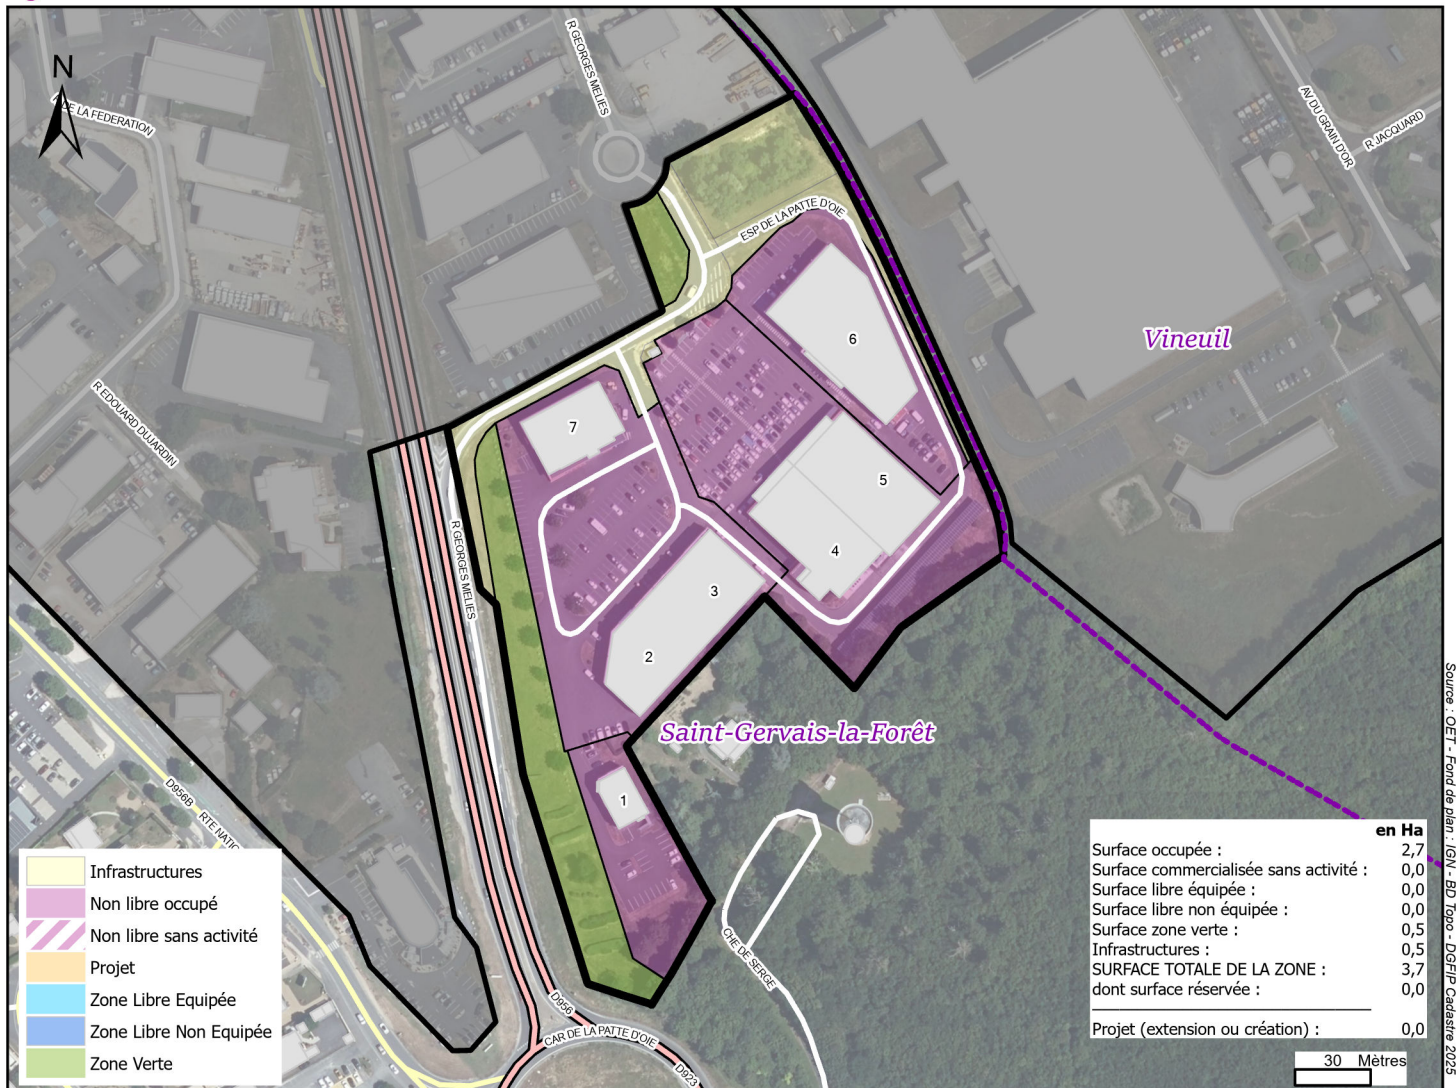 N
R GEORGES MELIES
DE LA FEDERATION
AV DU GRAIN D'OR
R JACQUARD
ESP DE LA PATTE D'OIE
Vineuil
6
R EDOUARD DUJARDIN
7
5
R GEORGES MELIES
4
3
2
Saint-Gervais-la-Forêt
1
D956B
RTE
CHE DE SERGE
D956
CAR DE LA PATTE D'OIE
D923
Infrastructures
Non libre occupé
Non libre sans activité
Projet
Zone Libre Equipée
Zone Libre Non Equipée
Zone Verte
en Ha
Surface occupée : 2,7
Surface commercialisée sans activité : 0,0
Surface libre équipée : 0,0
Surface libre non équipée : 0,0
Surface zone verte : 0,5
Infrastructures : 0,5
SURFACE TOTALE DE LA ZONE : 3,7
dont surface réservée : 0,0
Projet (extension ou création) : 0,0
30 Mètres
Source : OET - Fond de plan : IGN - BD Topo - DGFIP Cadastre 2025